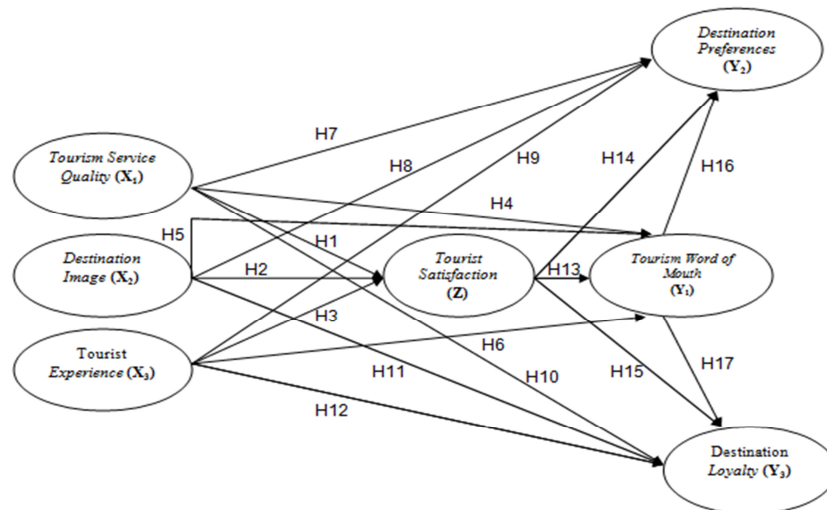 Destination
Preferences
(Y₂)
H7
H8
H9
H14
H16
Tourism Service
Quality (X₁)
H4
H5
H1
Destination
Image (X₂)
H2
Tourist
Satisfaction
(Z)
H13
Tourism Word of
Mouth
(Y₁)
H3
H6
Tourist
Experience (X₃)
H11
H10
H15
H17
H12
Destination
Loyalty (Y₃)